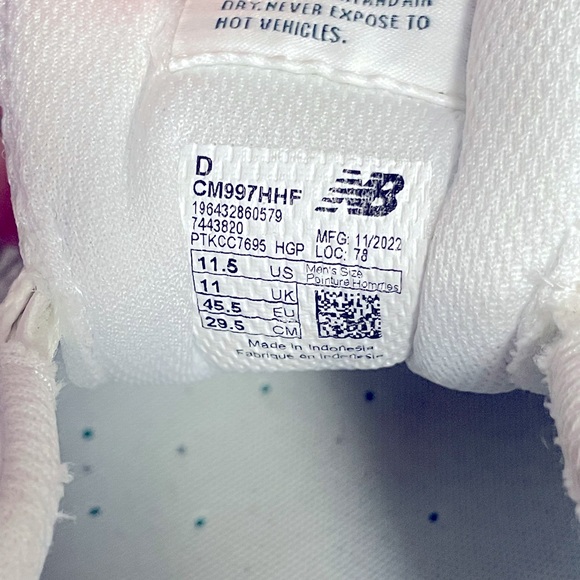 DRY. NEVER EXPOSE TO
HOT VEHICLES.
D
CM997HHF
196432860579
7443820
PTKCC7695 HGP
NB
MFG: 11/2022
LOC: 78
11.5 US
Men's Size
Pointure Hommes
11 UK
45.5 EU
29.5 CM
Made in Indonesia
Fabriqué en Indonésie